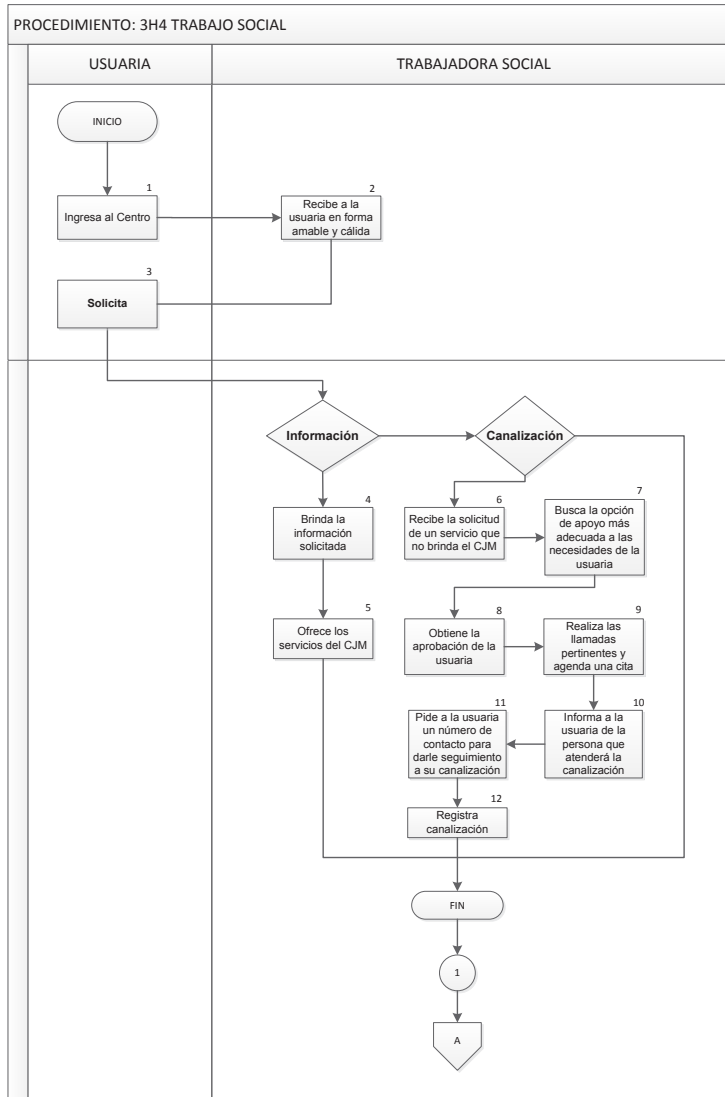 PROCEDIMIENTO: 3H4 TRABAJO SOCIAL
USUARIA
TRABAJADORA SOCIAL
INICIO
1
Ingresa al Centro
2
Recibe a la
usuaria en forma
amable y cálida
3
Solicita
Información
Canalización
4
Brinda la
información
solicitada
5
Ofrece los
servicios del CJM
6
Recibe la solicitud
de un servicio que
no brinda el CJM
7
Busca la opción
de apoyo más
adecuada a las
necesidades de la
usuaria
8
Obtiene la
aprobación de la
usuaria
9
Realiza las
llamadas
pertinentes y
agenda una cita
10
Informa a la
usuaria de la
persona que
atenderá la
canalización
11
Pide a la usuaria
un número de
contacto para
darle seguimiento
a su canalización
12
Registra
canalización
FIN
1
A